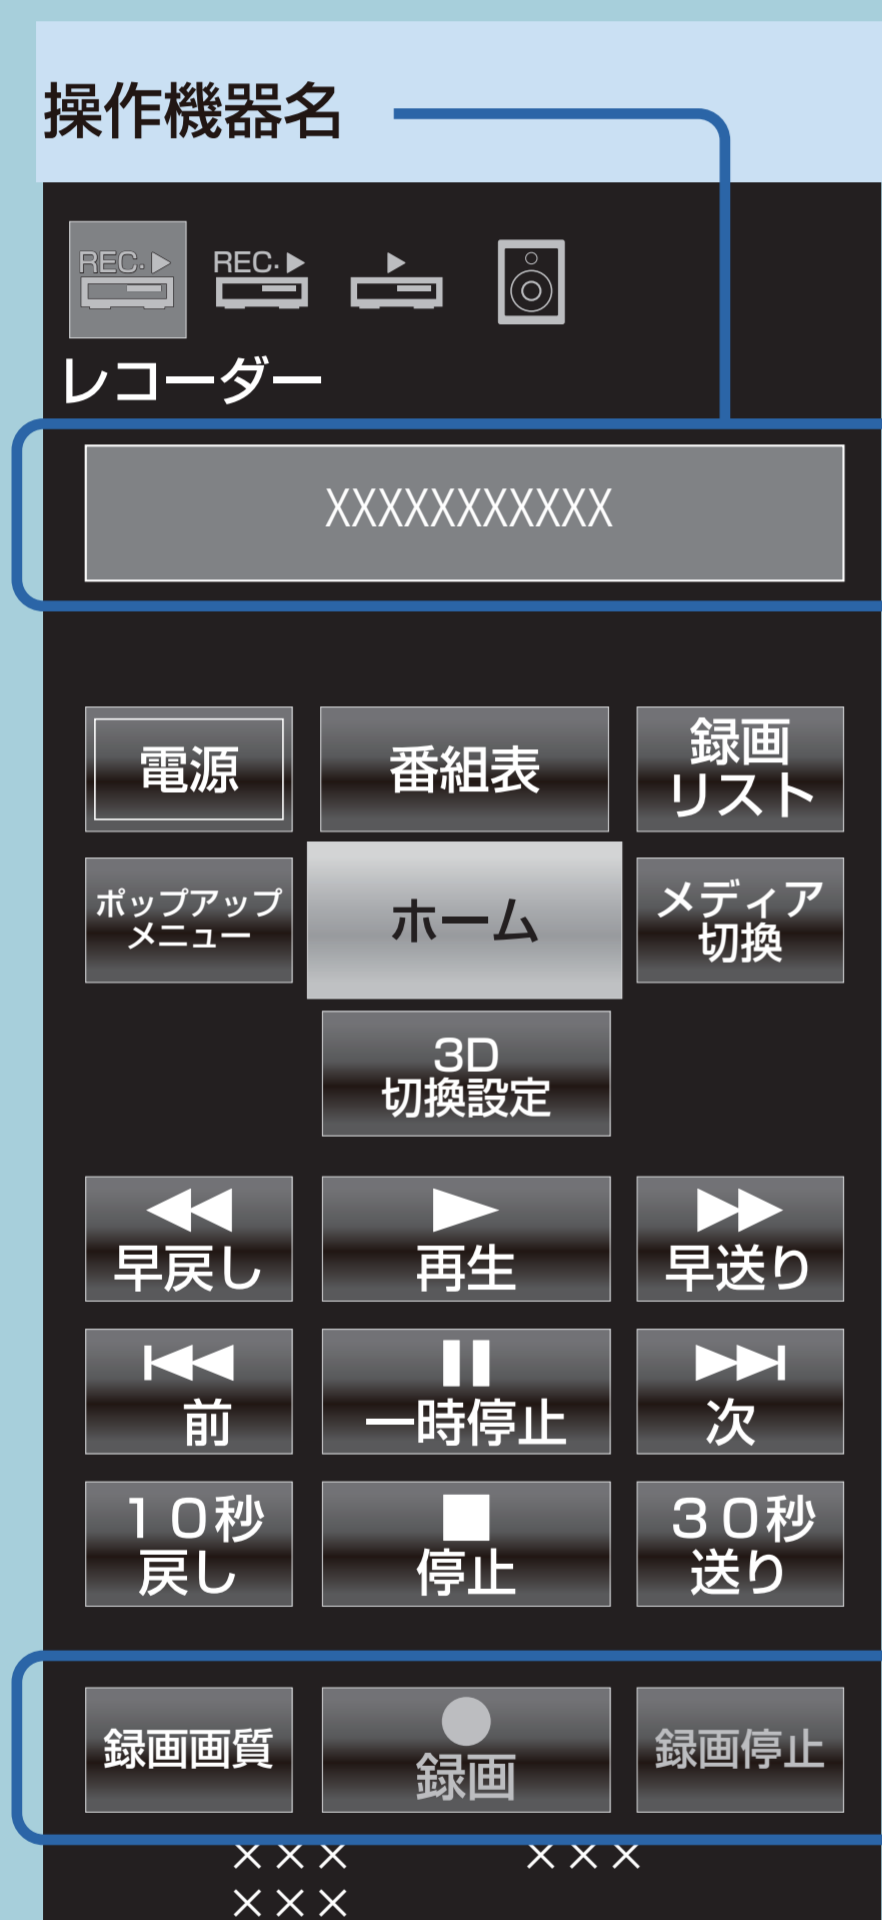 操作機器名
REC. REC.
レコーダー
XXXXXXXXXXX
電源 番組表 録画
リスト
ポップアップ
メニュー
ホーム
メディア
切換
3D
切換設定
早戻し 再生 早送り
前 一時停止 次
10秒
戻し
停止
30秒
送り
録画画質 録画 録画停止
××× ×××
×××